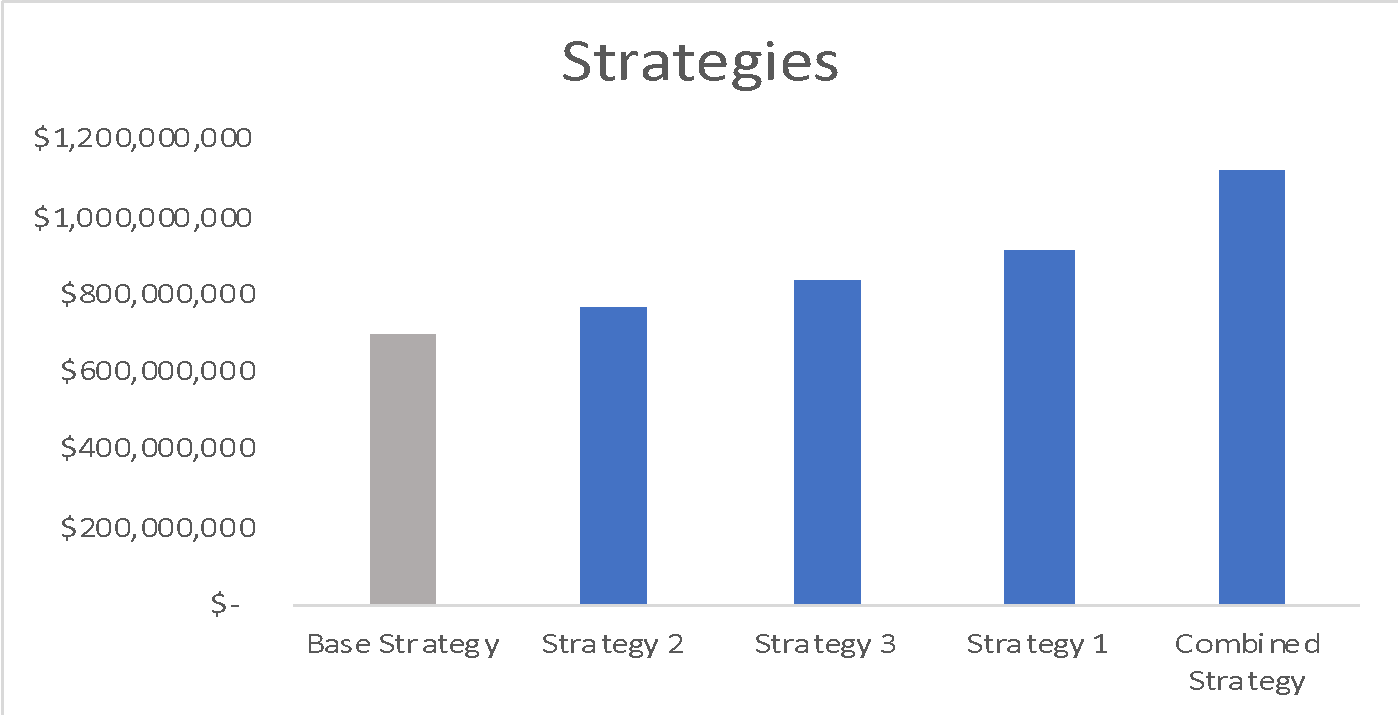 Strategies
$1,200,000,000
$1,000,000,000
$800,000,000
$600,000,000
$400,000,000
$200,000,000
$-
Base Strategy
Strategy 2
Strategy 3
Strategy 1
Combined
Strategy